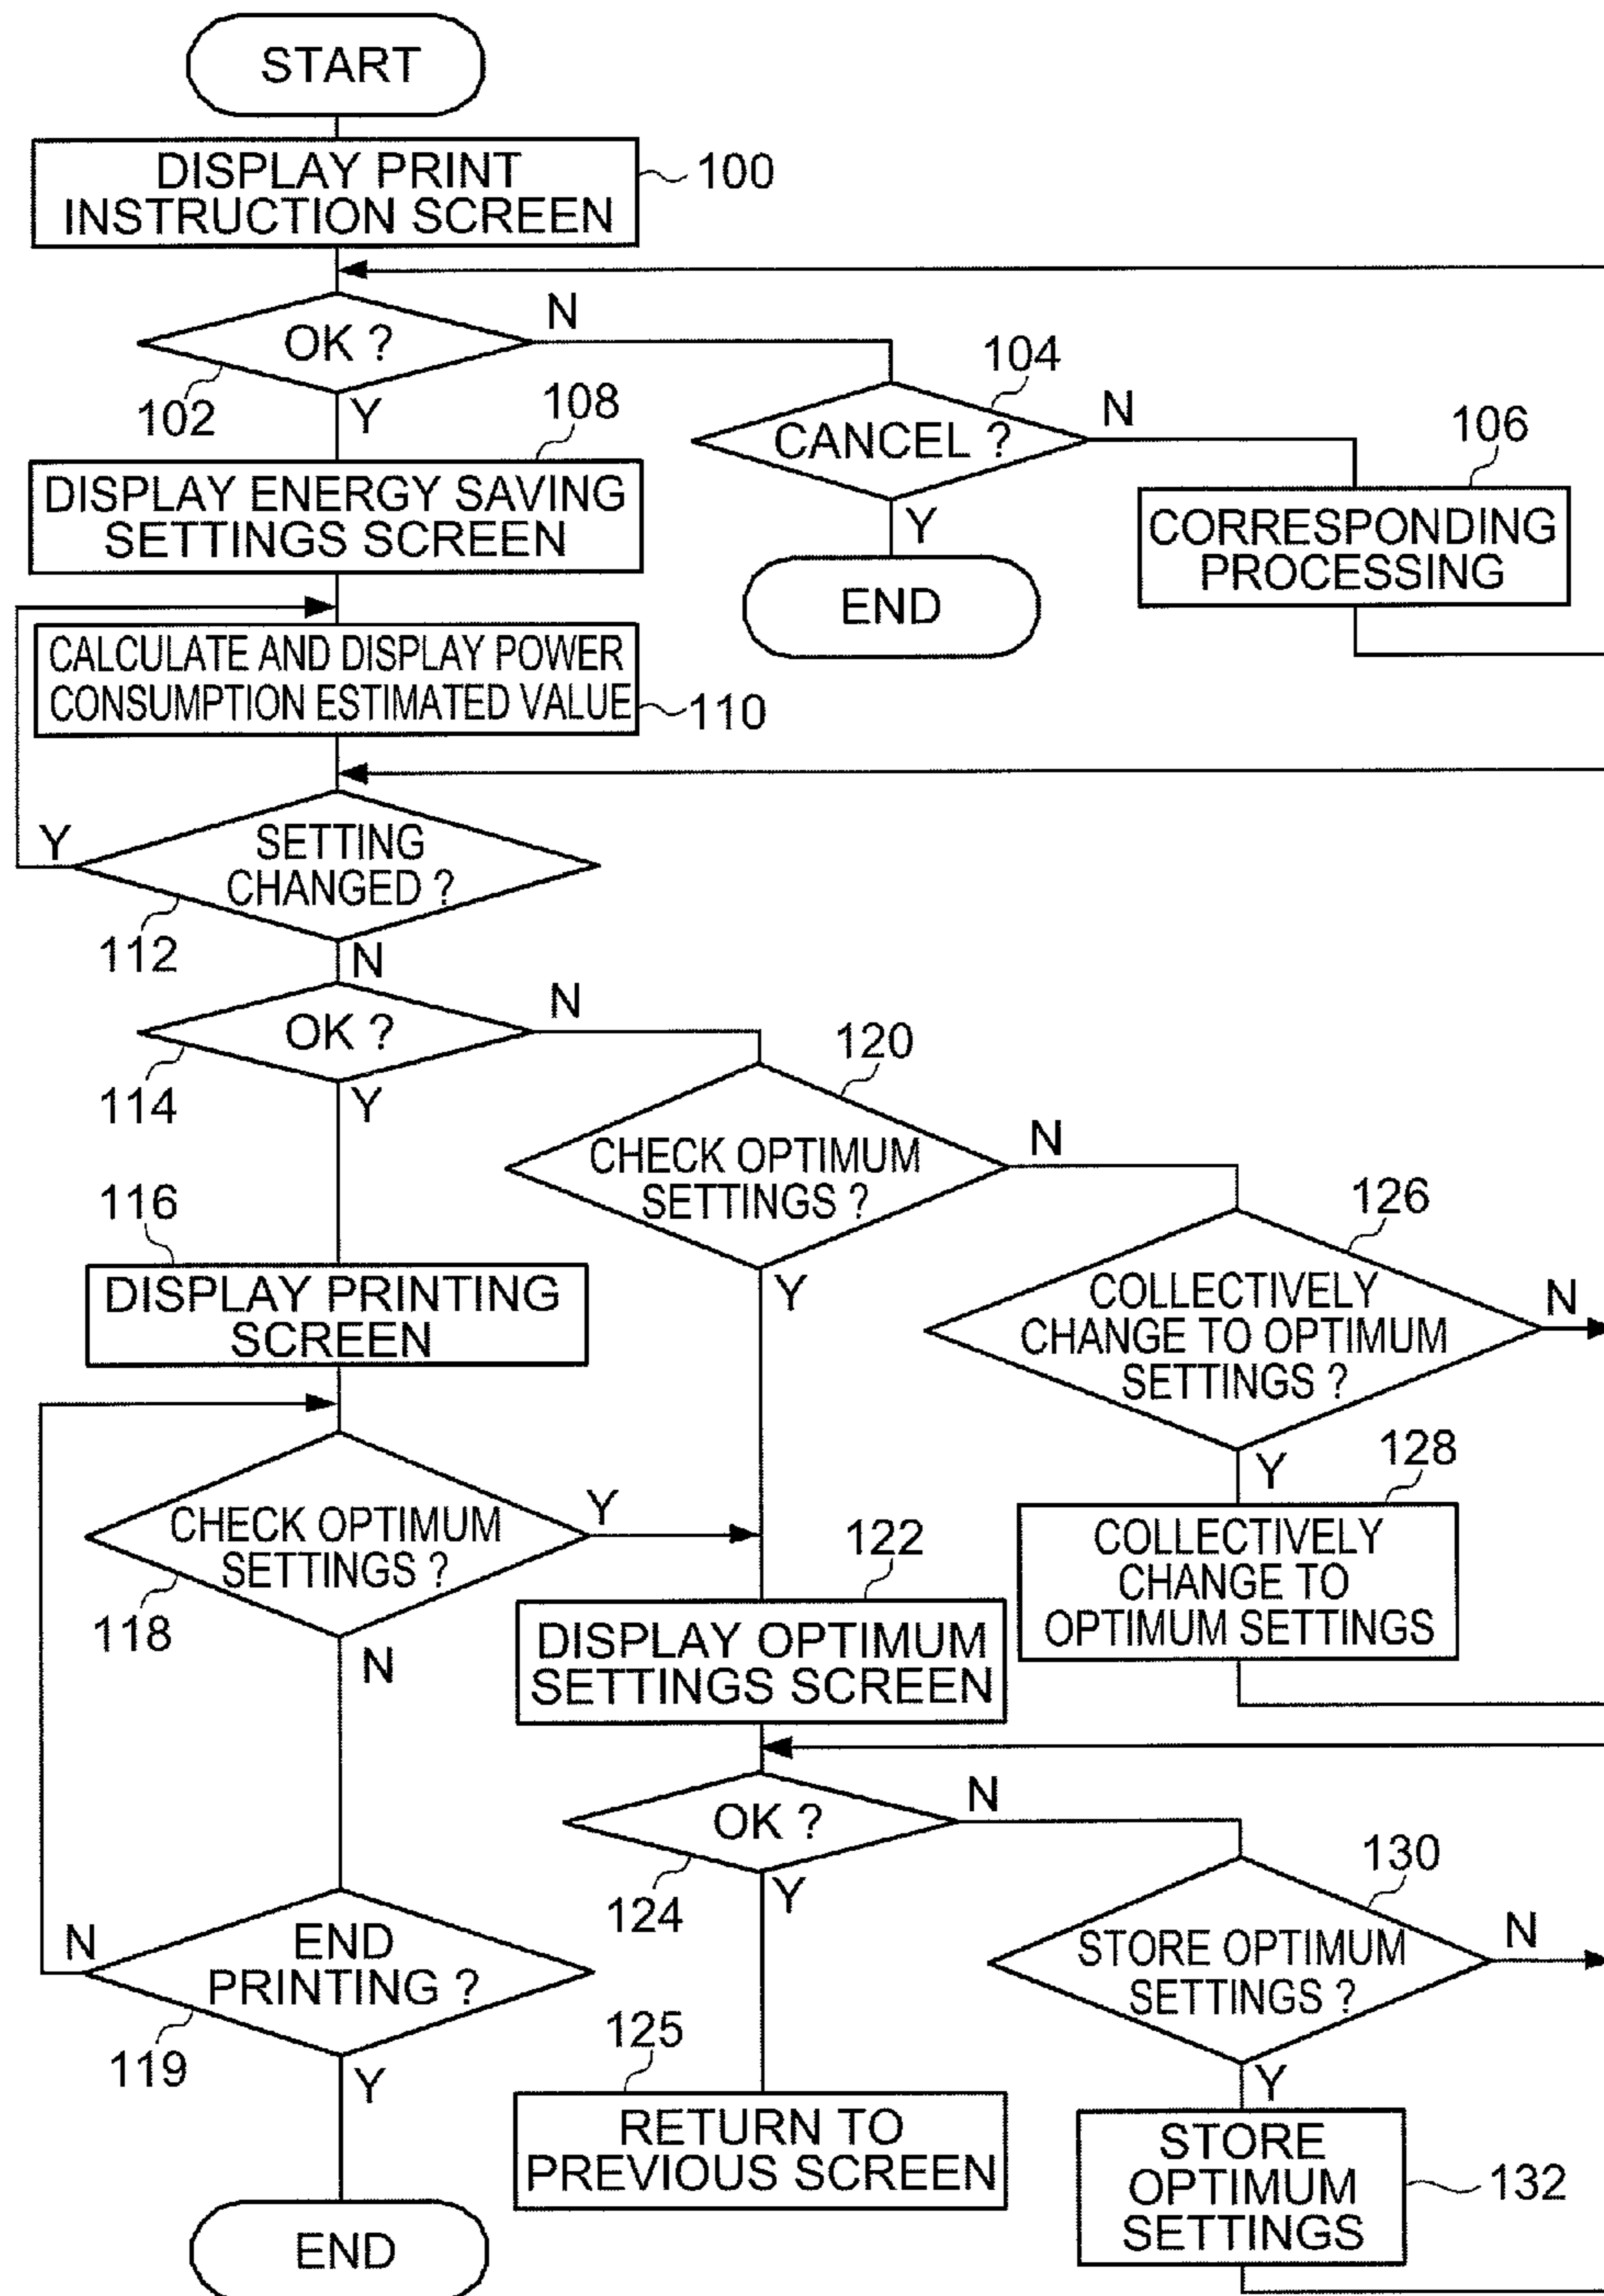 START
DISPLAY PRINT
INSTRUCTION SCREEN
100
OK ?
N
102
Y
104
CANCEL ?
N
Y
END
106
CORRESPONDING
PROCESSING
108
DISPLAY ENERGY SAVING
SETTINGS SCREEN
CALCULATE AND DISPLAY POWER
CONSUMPTION ESTIMATED VALUE
110
Y
SETTING
CHANGED ?
112
N
OK ?
N
114
Y
120
CHECK OPTIMUM
SETTINGS ?
N
Y
126
COLLECTIVELY
CHANGE TO OPTIMUM
SETTINGS ?
N
Y
128
COLLECTIVELY
CHANGE TO
OPTIMUM SETTINGS
116
DISPLAY PRINTING
SCREEN
CHECK OPTIMUM
SETTINGS ?
Y
118
N
122
DISPLAY OPTIMUM
SETTINGS SCREEN
OK ?
N
124
Y
130
STORE OPTIMUM
SETTINGS ?
N
Y
N
END
PRINTING ?
119
Y
END
125
RETURN TO
PREVIOUS SCREEN
STORE
OPTIMUM
SETTINGS
132